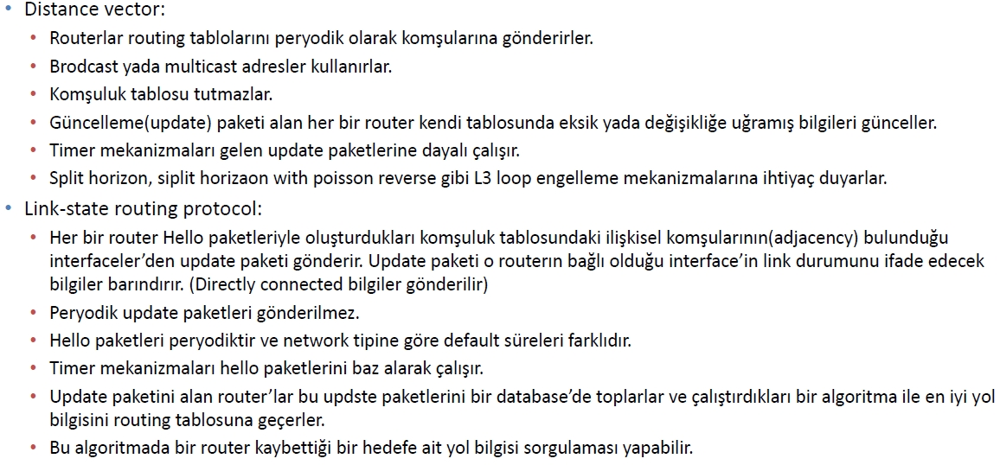 • Distance vector:
• Routerlar routing tablolarını peryodik olarak komşularına gönderirler.
• Brodcast yada multicast adresler kullanırlar.
• Komşuluk tablosu tutmazlar.
• Güncelleme(update) paketi alan her bir router kendi tablosunda eksik yada değişikliğe uğramış bilgileri günceller.
• Timer mekanizmaları gelen update paketlerine dayalı çalışır.
• Split horizon, siplit horizaon with poisson reverse gibi L3 loop engelleme mekanizmalarına ihtiyaç duyarlar.
• Link-state routing protocol:
• Her bir router Hello paketleriyle oluşturdukları komşuluk tablosundaki ilişkisel komşularının(adjacency) bulunduğu
interfaceler’den update paketi gönderir. Update paketi o routerın bağlı olduğu interface’in link durumunu ifade edecek
bilgiler barındırır. (Directly connected bilgiler gönderilir)
• Peryodik update paketleri gönderilmez.
• Hello paketleri peryodiktir ve network tipine göre default süreleri farklıdır.
• Timer mekanizmaları hello paketlerini baz alarak çalışır.
• Update paketini alan router’lar bu updste paketlerini bir database’de toplarlar ve çalıştırdıkları bir algoritma ile en iyi yol
bilgisini routing tablosuna geçerler.
• Bu algoritmada bir router kaybettiği bir hedefe ait yol bilgisi sorgulaması yapabilir.